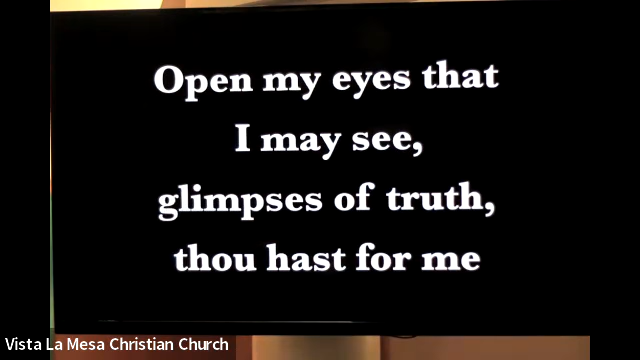 Open my eyes that
I may see,
glimpses of truth,
thou hast for me
Vista La Mesa Christian Church